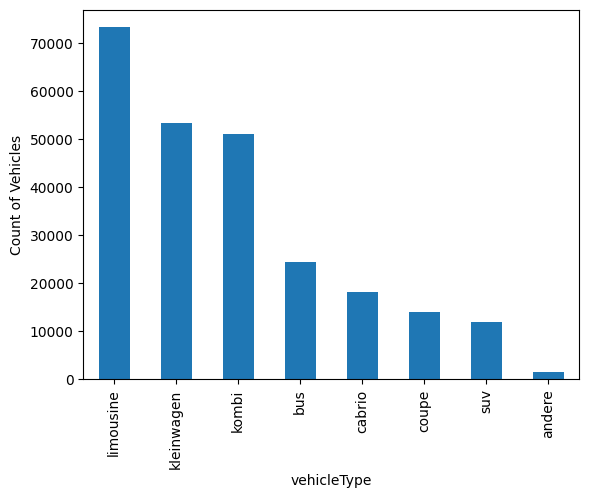 70000
60000
50000
40000
30000
20000
10000
0
Count of Vehicles
limousine
kleinwagen
kombi
bus
cabrio
coupe
suv
andere
vehicleType